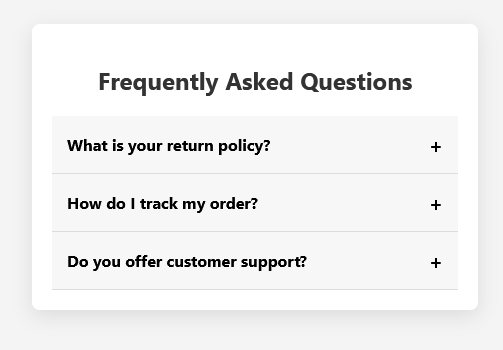 Frequently Asked Questions
What is your return policy? +
How do I track my order? +
Do you offer customer support? +